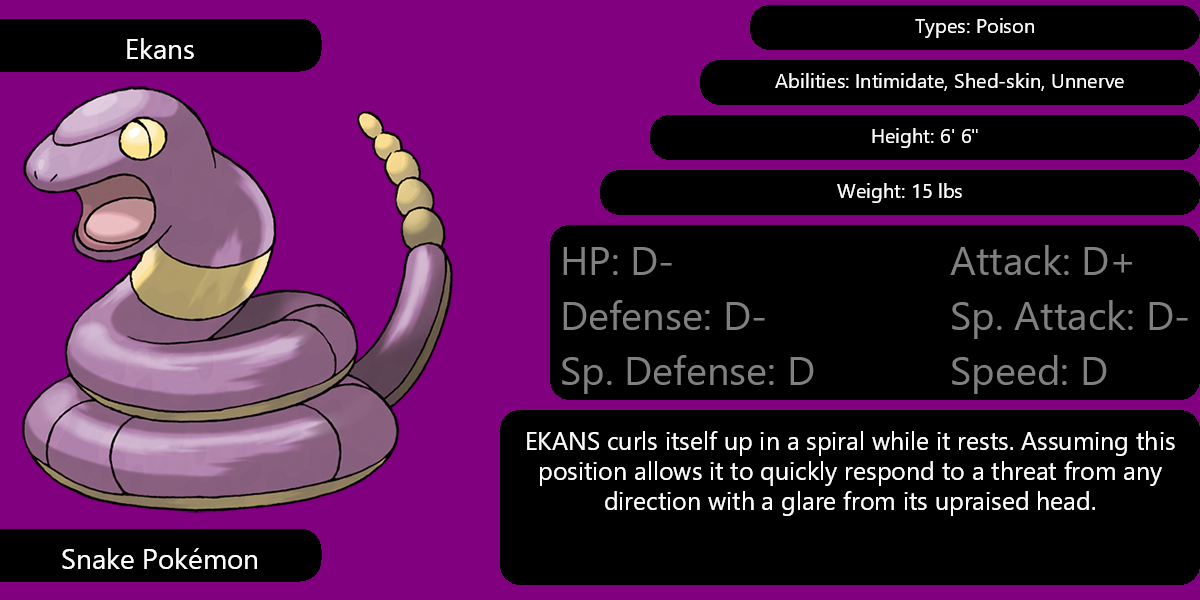 Ekans
Types: Poison
Abilities: Intimidate, Shed-skin, Unnerve
Height: 6' 6"
Weight: 15 lbs
HP: D-
Attack: D+
Defense: D-
Sp. Attack: D-
Sp. Defense: D
Speed: D
EKANS curls itself up in a spiral while it rests. Assuming this
position allows it to quickly respond to a threat from any
direction with a glare from its upraised head.
Snake Pokémon